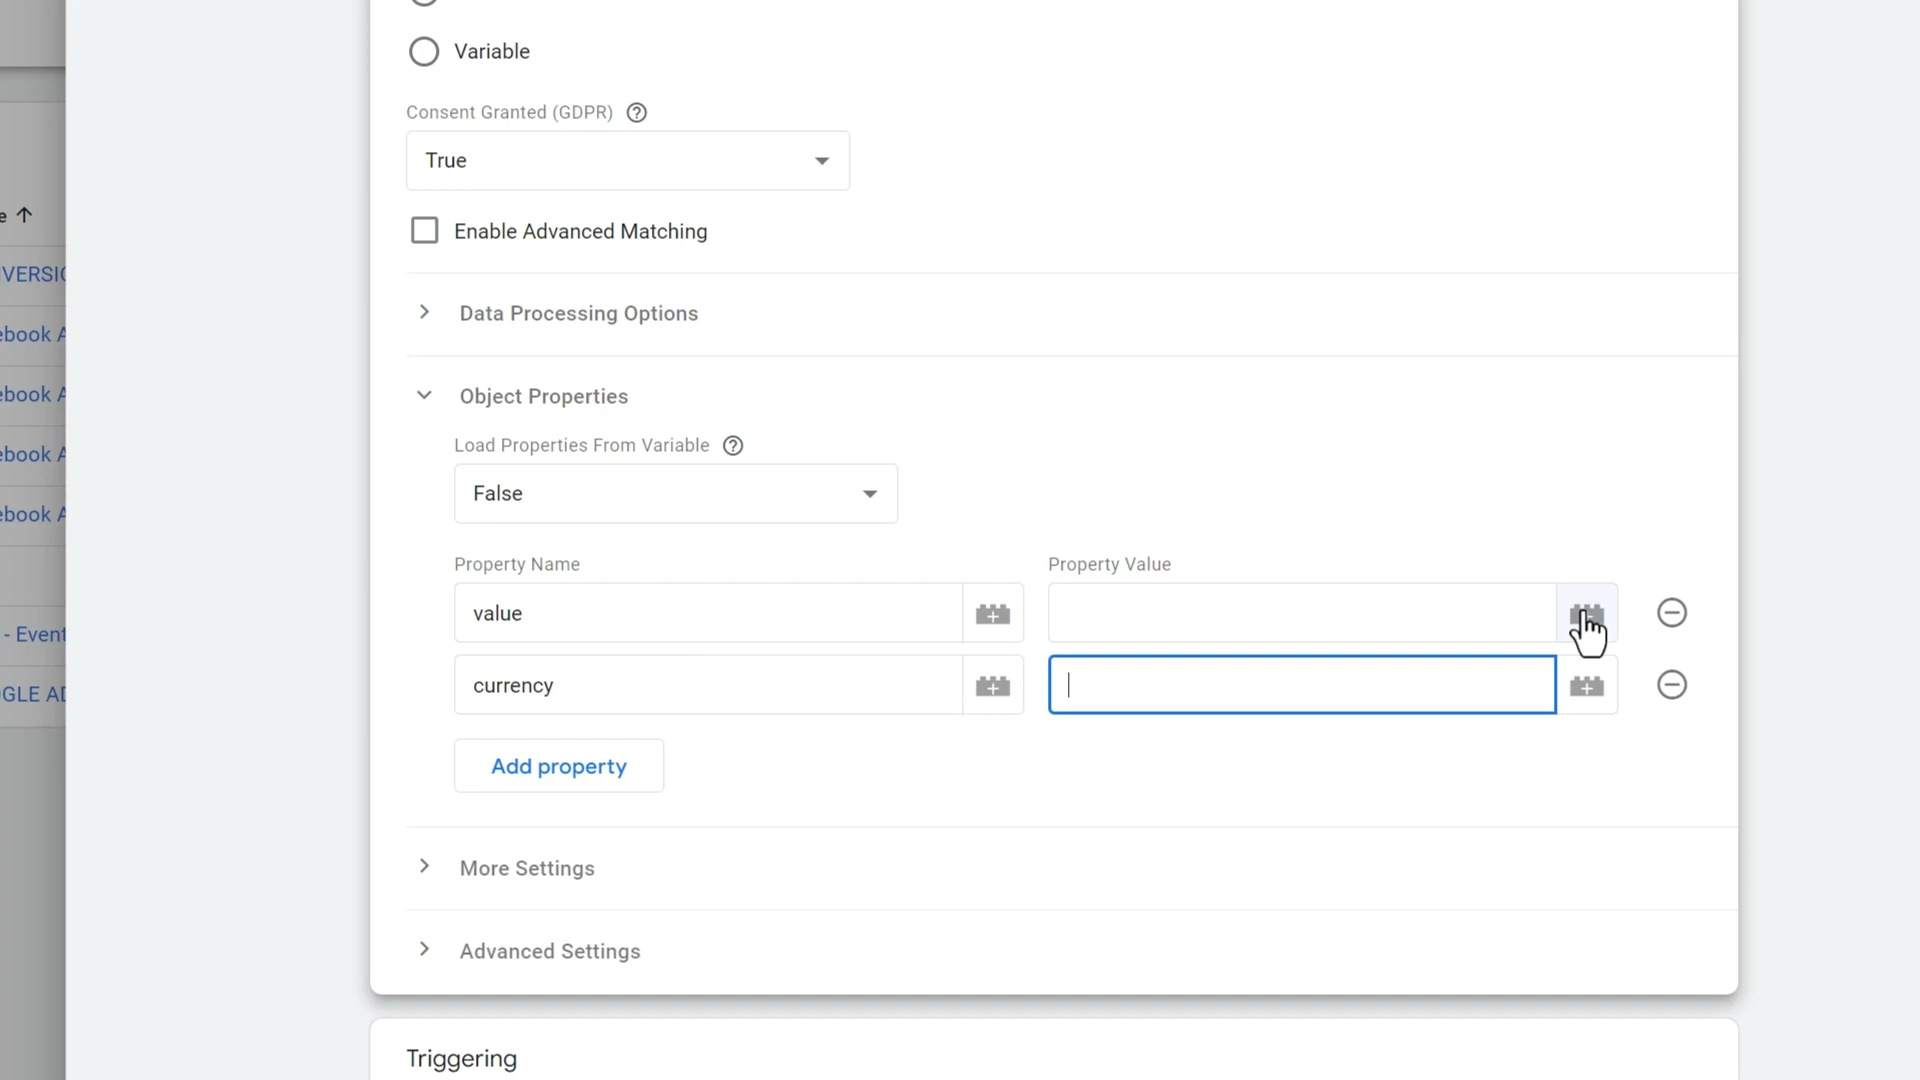 Variable
Consent Granted (GDPR)
True
Enable Advanced Matching
Data Processing Options
Object Properties
Load Properties From Variable
False
Property Name
Property Value
value
currency
Add property
More Settings
Advanced Settings
Triggering
e
VERSIO
ebook A
ebook A
ebook A
ebook A
- Event
GLE AD